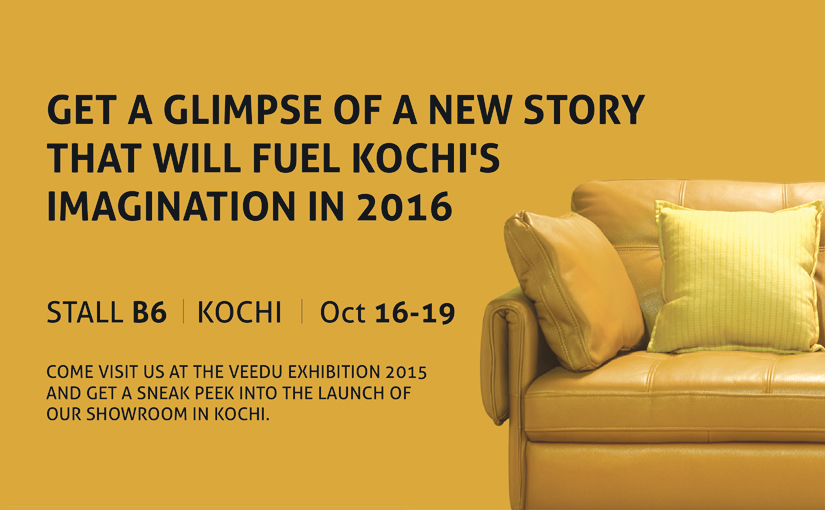 GET A GLIMPSE OF A NEW STORY
THAT WILL FUEL KOCHI'S
IMAGINATION IN 2016
STALL B6 | KOCHI | Oct 16-19
COME VISIT US AT THE VEEDU EXHIBITION 2015
AND GET A SNEAK PEEK INTO THE LAUNCH OF
OUR SHOWROOM IN KOCHI.